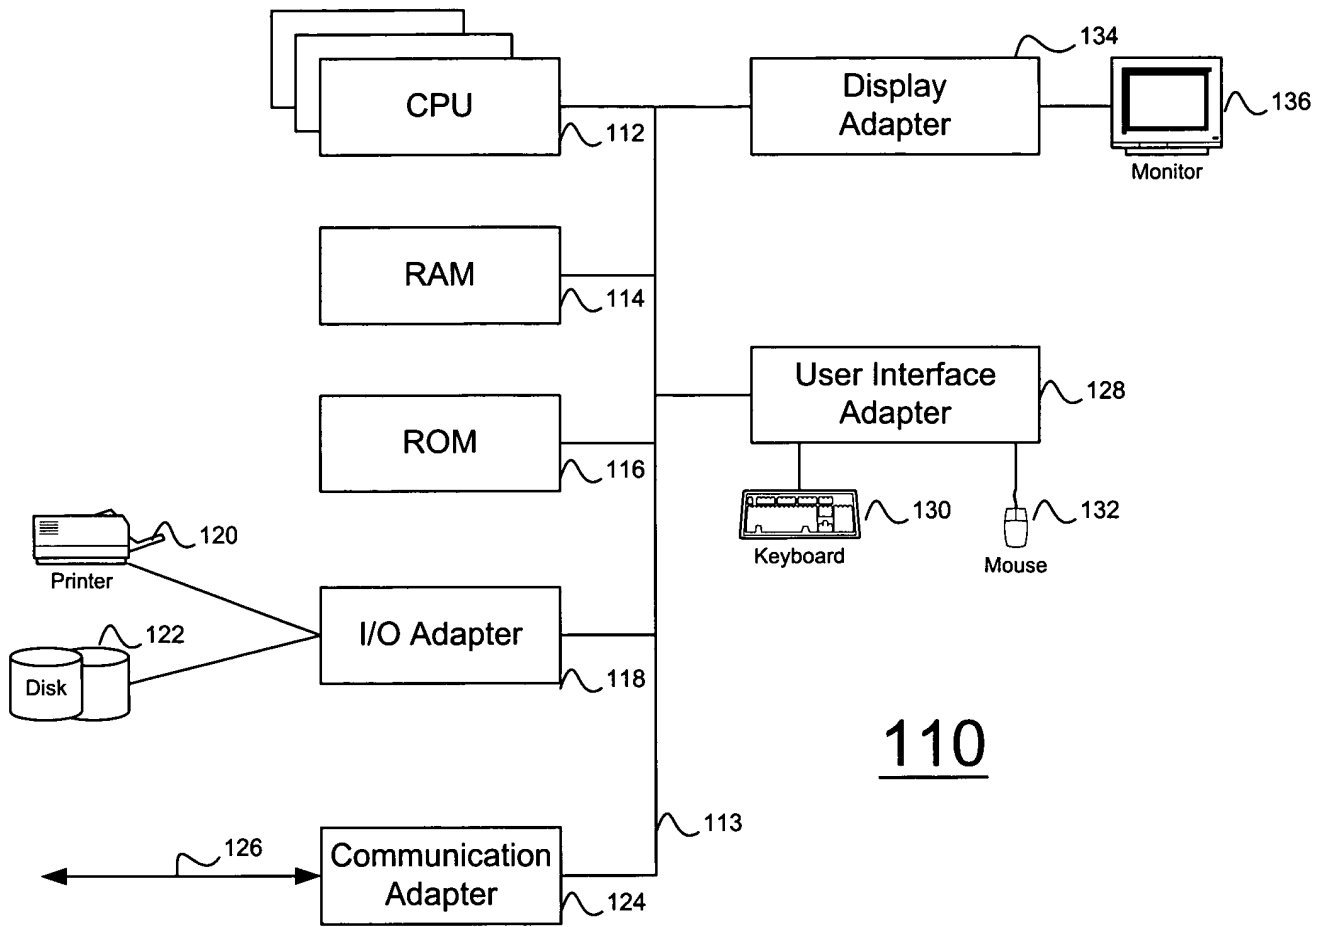 134
CPU
Display
Adapter
136
112
Monitor
RAM
114
User Interface
Adapter
128
ROM
116
130
132
Keyboard
Mouse
120
Printer
I/O Adapter
122
Disk
118
110
113
126
Communication
Adapter
124